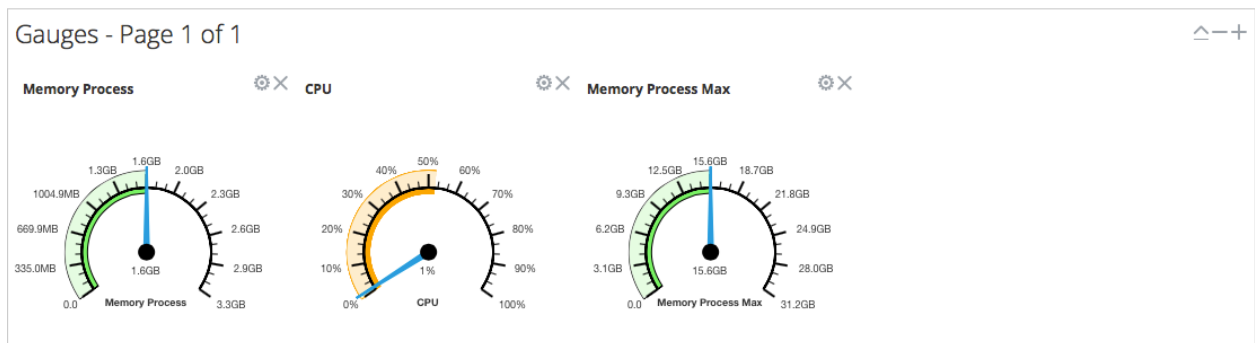 Gauges - Page 1 of 1
Memory Process
CPU
Memory Process Max
1.6GB
1.3GB
2.0GB
1004.9MB
2.3GB
669.9MB
2.6GB
335.0MB
1.6GB
2.9GB
0.0
Memory Process
3.3GB
50%
40%
60%
30%
70%
20%
80%
10%
1%
90%
0%
CPU
100%
15.6GB
12.5GB
18.7GB
9.3GB
21.8GB
6.2GB
24.9GB
3.1GB
15.6GB
28.0GB
0.0
Memory Process Max
31.2GB